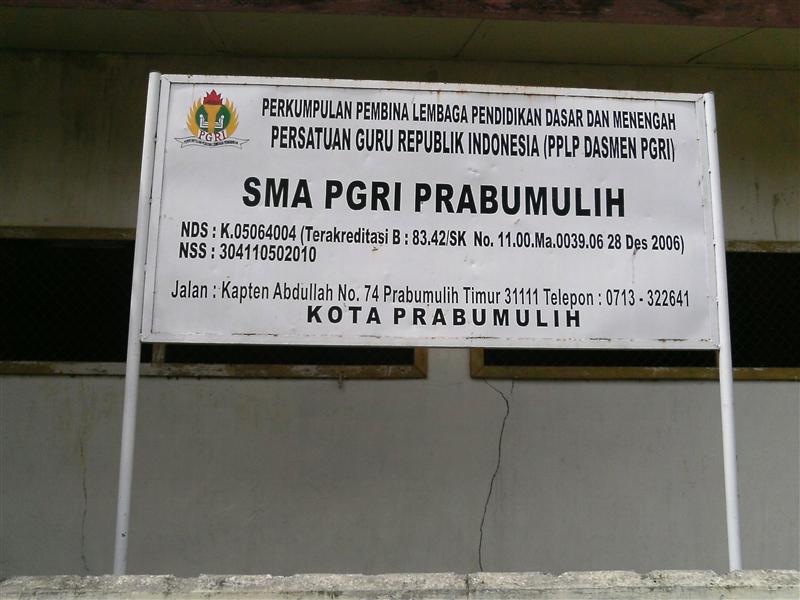 PERKUMPULAN PEMBINA LEMBAGA PENDIDIKAN DASAR DAN MENENGAH
PERSATUAN GURU REPUBLIK INDONESIA (PPLP DASMEN PGRI)
PGRI
SMA PGRI PRABUMULIH
NDS : K.05064004 (Terakreditasi B : 83.42/SK No. 11.00.Ma.0039.06 28 Des 2006)
NSS : 304110502010
Jalan : Kapten Abdullah No. 74 Prabumulih Timur 31111 Telepon : 0713 - 322641
KOTA PRABUMULIH